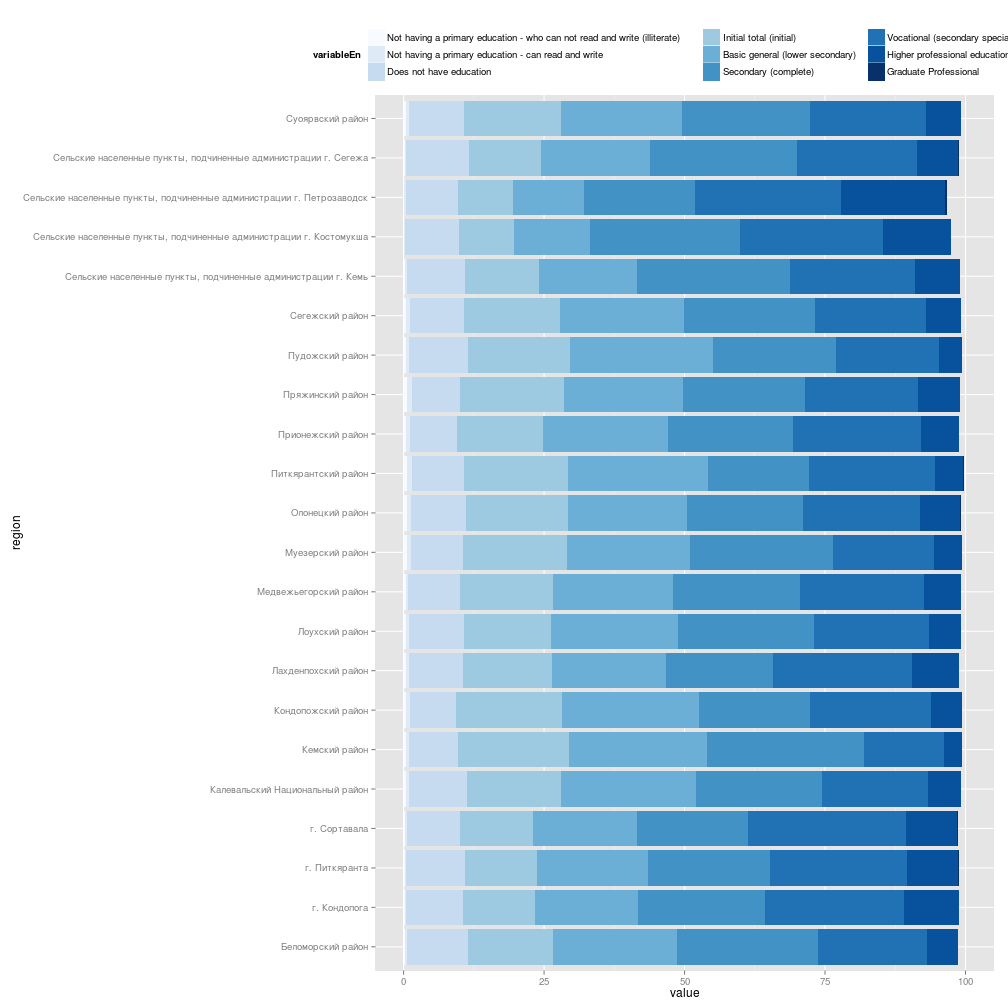 variableEn
Not having a primary education - who can not read and write (illiterate)
Not having a primary education - can read and write
Does not have education
Initial total (initial)
Basic general (lower secondary)
Secondary (complete)
Vocational (secondary specia
Higher professional education
Graduate Professional
region
Суоярвский район
Сельские населенные пункты, подчиненные администрации г. Сегежа
Сельские населенные пункты, подчиненные администрации г. Петрозаводск
Сельские населенные пункты, подчиненные администрации г. Костомукша
Сельские населенные пункты, подчиненные администрации г. Кемь
Сегежский район
Пудожский район
Пряжинский район
Прионежский район
Питкярантский район
Олонецкий район
Муезерский район
Медвежьегорский район
Лоухский район
Лахденпохский район
Кондопожский район
Кемский район
Калевальский Национальный район
г. Сортавала
г. Питкяранта
г. Кондопога
Беломорский район
0 25 50 75 100
value